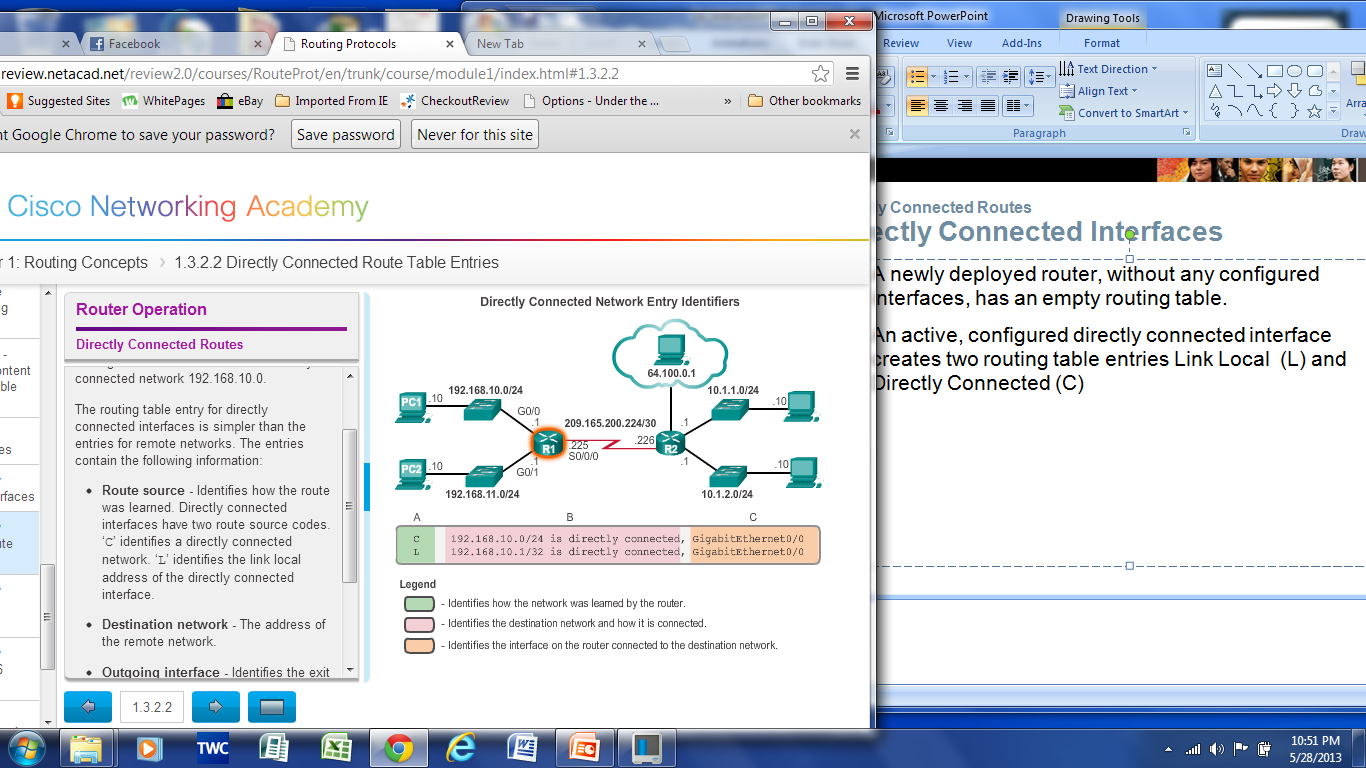 Facebook
Routing Protocols
New Tab
review.netacad.net/review2.0/courses/RouteProt/en/trunk/course/module1/index.html#1.3.2.2
Suggested Sites
WhitePages
eBay
Imported From IE
CheckoutReview
Options - Under the ...
»
Other bookmarks
nt Google Chrome to save your password?
Save password
Never for this site
Cisco Networking Academy
r 1: Routing Concepts
1.3.2.2 Directly Connected Route Table Entries
ng
-
ontent
ble
es
rfaces
ute
6
Router Operation
Directly Connected Routes
connected network 192.168.10.0.
The routing table entry for directly
connected interfaces is simpler than the
entries for remote networks. The entries
contain the following information:
• Route source - Identifies how the route
was learned. Directly connected
interfaces have two route source codes.
‘C’ identifies a directly connected
network. ‘L’ identifies the link local
address of the directly connected
interface.
• Destination network - The address of
the remote network.
• Outgoing interface - Identifies the exit
1.3.2.2
Directly Connected Network Entry Identifiers
64.100.0.1
192.168.10.0/24
10.1.1.0/24
PC1
.10
G0/0
.1
209.165.200.224/30
.1
.10
R1
.225
S0/0/0
.226
R2
PC2
.10
.1
G0/1
.1
.10
192.168.11.0/24
10.1.2.0/24
A
B
C
C 192.168.10.0/24 is directly connected, GigabitEthernet0/0
L 192.168.10.1/32 is directly connected, GigabitEthernet0/0
Legend
- Identifies how the network was learned by the router.
- Identifies the destination network and how it is connected.
- Identifies the interface on the router connected to the destination network.
Microsoft PowerPoint
Drawing Tools
Review
View
Add-Ins
Format
Text Direction
Align Text
Convert to SmartArt
Paragraph
Arra
Draw
ly Connected Routes
ectly Connected Interfaces
A newly deployed router, without any configured
interfaces, has an empty routing table.
An active, configured directly connected interface
creates two routing table entries Link Local (L) and
Directly Connected (C)
TWC
10:51 PM
5/28/2013